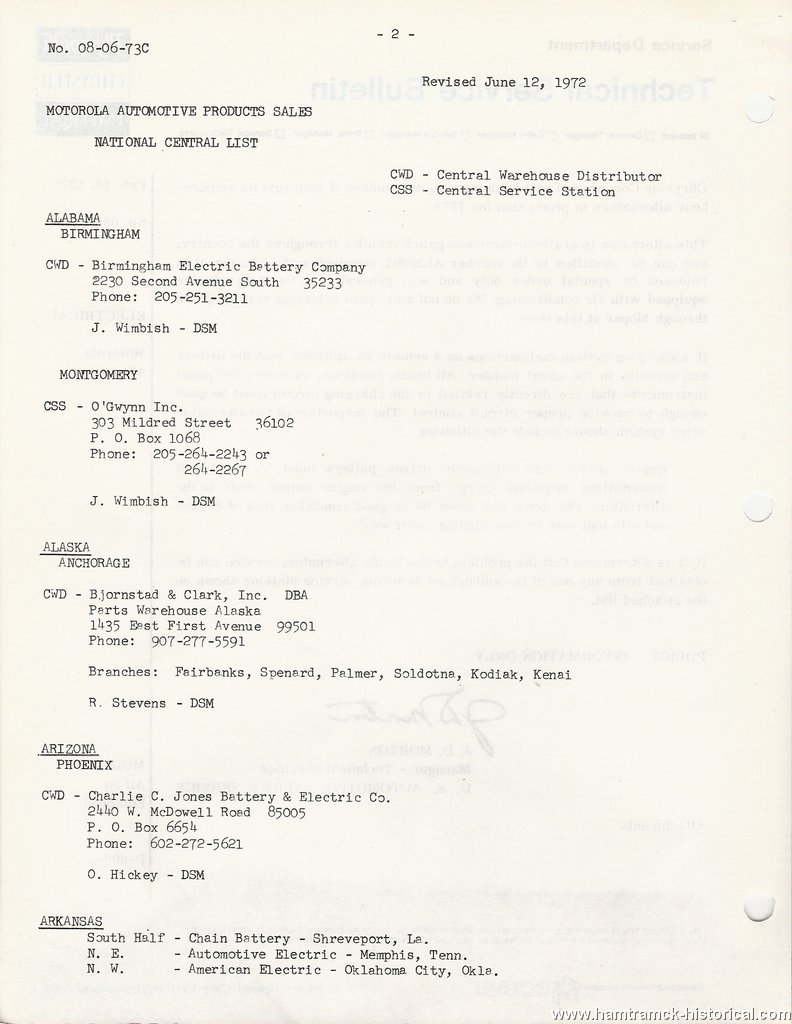 - 2 -
No. 08-06-73C
Revised June 12, 1972
MOTOROLA AUTOMOTIVE PRODUCTS SALES
NATIONAL CENTRAL LIST
CWD - Central Warehouse Distributor
CSS - Central Service Station
ALABAMA
BIRMINGHAM
CWD - Birmingham Electric Battery Company
2230 Second Avenue South 35233
Phone: 205-251-3211
J. Wimbish - DSM
MONTGOMERY
CSS - O'Gwynn Inc.
303 Mildred Street 36102
P. O. Box 1068
Phone: 205-264-2243 or
264-2267
J. Wimbish - DSM
ALASKA
ANCHORAGE
CWD - Bjornstad & Clark, Inc. DBA
Parts Warehouse Alaska
1435 East First Avenue 99501
Phone: 907-277-5591
Branches: Fairbanks, Spenard, Palmer, Soldotna, Kodiak, Kenai
R. Stevens - DSM
ARIZONA
PHOENIX
CWD - Charlie C. Jones Battery & Electric Co.
2440 W. McDowell Road 85005
P. O. Box 6654
Phone: 602-272-5621
O. Hickey - DSM
ARKANSAS
South Half - Chain Battery - Shreveport, La.
N. E. - Automotive Electric - Memphis, Tenn.
N. W. - American Electric - Oklahoma City, Okla.
www.hamtramck-historical.com